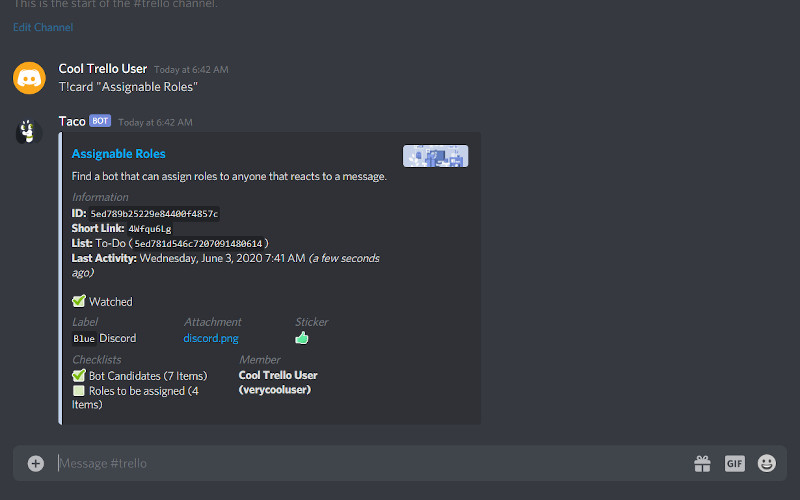 This is the start of the #trello channel.
Edit Channel
Cool Trello User Today at 6:42 AM
T!card "Assignable Roles"
Taco BOT Today at 6:42 AM
Assignable Roles
Find a bot that can assign roles to anyone that reacts to a message.
Information
ID: 5ed789b25229e84400f4857c
Short Link: 4Wfqu6Lg
List: To-Do (5ed781d546c7207091480614)
Last Activity: Wednesday, June 3, 2020 7:41 AM (a few seconds
ago)
Watched
Label Attachment Sticker
Blue Discord discord.png
Checklists Member
Bot Candidates (7 Items) Cool Trello User
Roles to be assigned (4 (verycooluser)
Items)
Message #trello
GIF